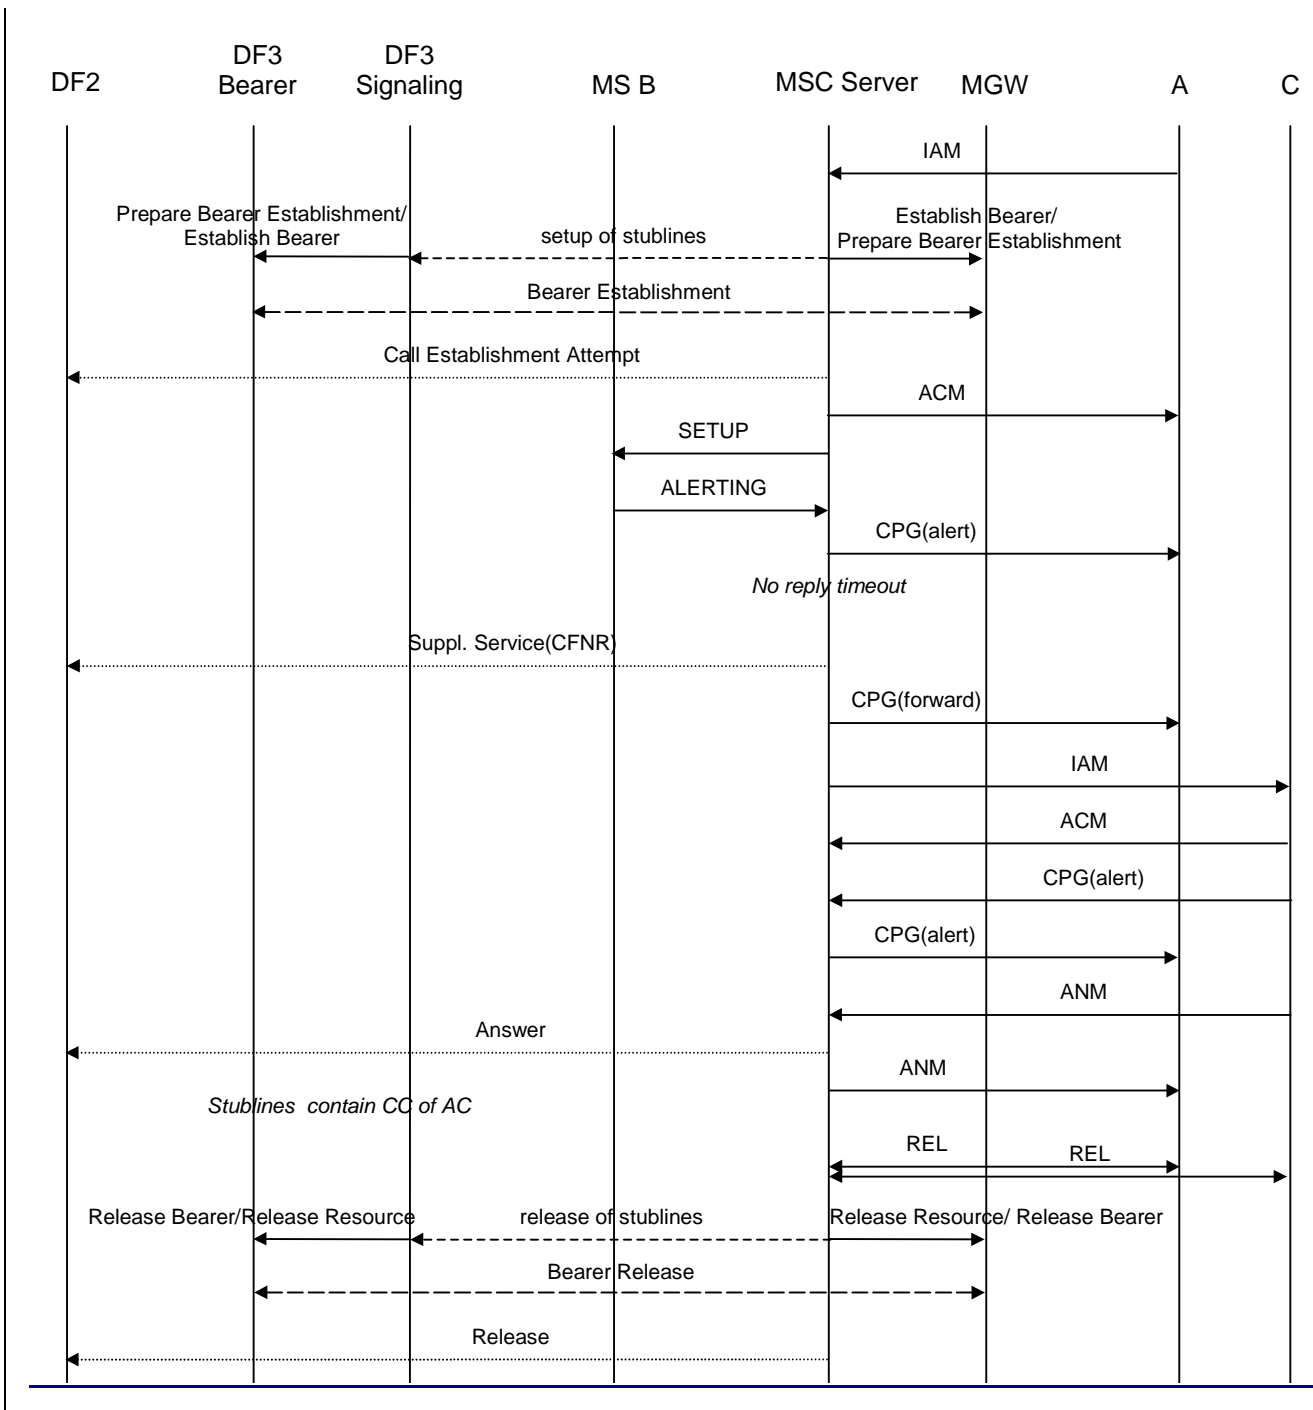 DF2
DF3
Bearer
DF3
Signaling
MS B
MSC Server
MGW
A
C
IAM
Prepare Bearer Establishment/
Establish Bearer
setup of stublines
Establish Bearer/
Prepare Bearer Establishment
Bearer Establishment
Call Establishment Attempt
ACM
SETUP
ALERTING
CPG(alert)
No reply timeout
Suppl. Service(CFNR)
CPG(forward)
IAM
ACM
CPG(alert)
CPG(alert)
ANM
Answer
ANM
Stublines contain CC of AC
REL
REL
Release Bearer/Release Resource
release of stublines
Release Resource/ Release Bearer
Bearer Release
Release